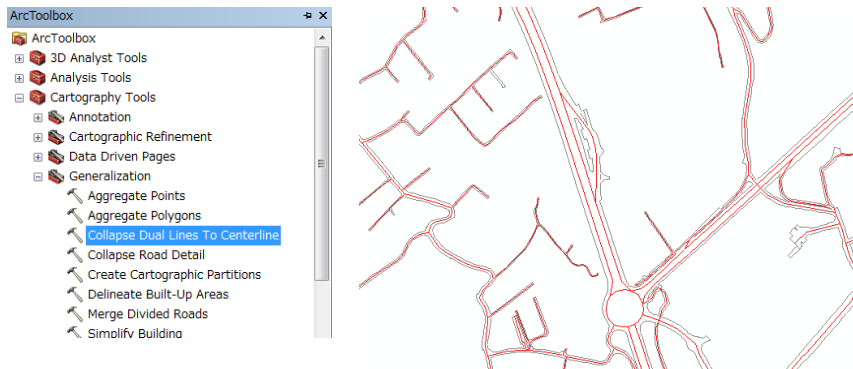 ArcToolbox
ArcToolbox
3D Analyst Tools
Analysis Tools
Cartography Tools
Annotation
Cartographic Refinement
Data Driven Pages
Generalization
Aggregate Points
Aggregate Polygons
Collapse Dual Lines To Centerline
Collapse Road Detail
Create Cartographic Partitions
Delineate Built-Up Areas
Merge Divided Roads
Simplify Building